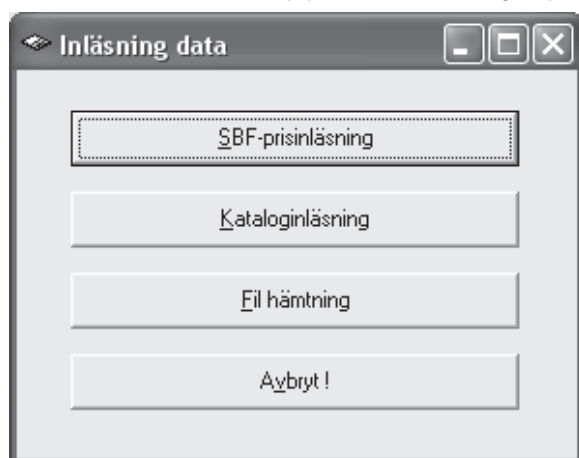 Inläsning data
SBF-prisinläsning
Kataloginläsning
Fil hämtning
Avbryt !